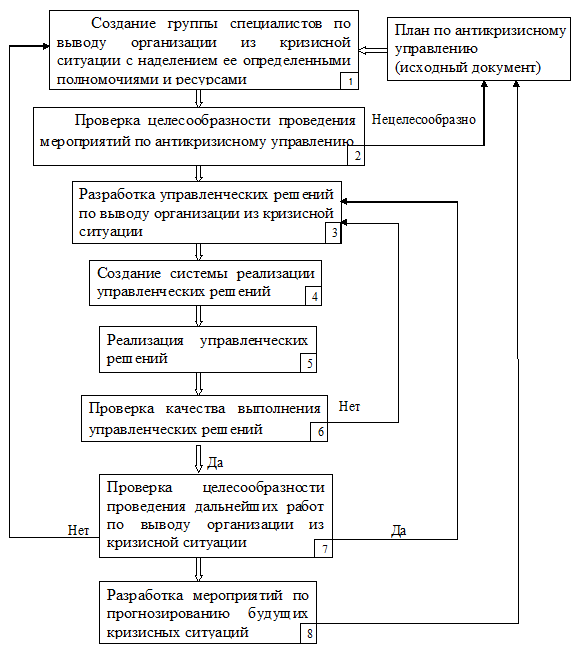 Создание группы специалистов по
выводу организации из кризисной
ситуации с наделением ее определенными
полномочиями и ресурсами
1
План по антикризисному
управлению
(исходный документ)
Проверка целесообразности проведения
мероприятий по антикризисному управлению
2
Нецелесообразно
Разработка управленческих решений
по выводу организации из кризисной
ситуации
3
Создание системы реализации
управленческих решений
4
Реализация управленческих
решений
5
Проверка качества выполнения
управленческих решений
6
Нет
Да
Проверка целесообразности
проведения дальнейших работ
по выводу организации из
кризисной ситуации
7
Нет
Да
Разработка мероприятий по
прогнозированию будущих
кризисных ситуаций
8